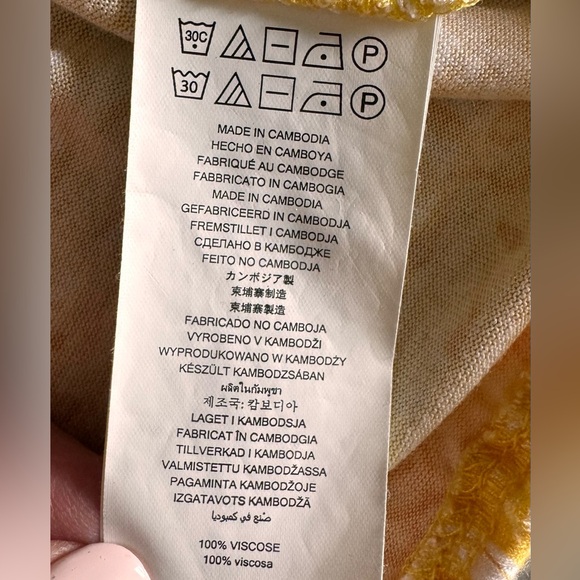 30C P
30 P
MADE IN CAMBODIA
HECHO EN CAMBOYA
FABRIQUÉ AU CAMBODGE
FABBRICATO IN CAMBOGIA
MADE IN CAMBODIA
GEFABRICEERD IN CAMBODJA
FREMSTILLET I CAMBODJA
СДЕЛАНО В КАМБОДЖЕ
FEITO NO CAMBODJA
カンボジア製
柬埔寨制造
柬埔寨製造
FABRICADO NO CAMBOJA
VYROBENO V KAMBODŽI
WYPRODUKOWANO W KAMBODŻY
KÉSZÜLT KAMBODZSÁBAN
ผลิตในกัมพูชา
제조국: 캄보디아
LAGET I KAMBODSJA
FABRICAT ÎN CAMBODGIA
TILLVERKAD I KAMBODJA
VALMISTETTU KAMBODŽASSA
PAGAMINTA KAMBODŽOJE
IZGATAVOTS KAMBODŽĀ
صنع في كمبوديا
100% VISCOSE
100% viscosa